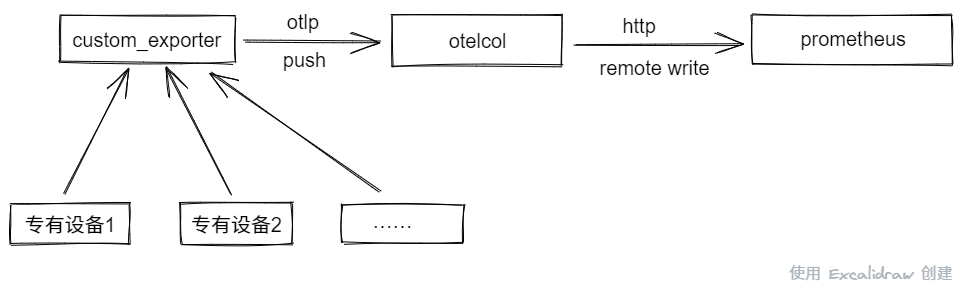 custom_exporter
otlp
push
otelcol
http
remote write
prometheus
专有设备1
专有设备2
……
使用 Excalidraw 创建